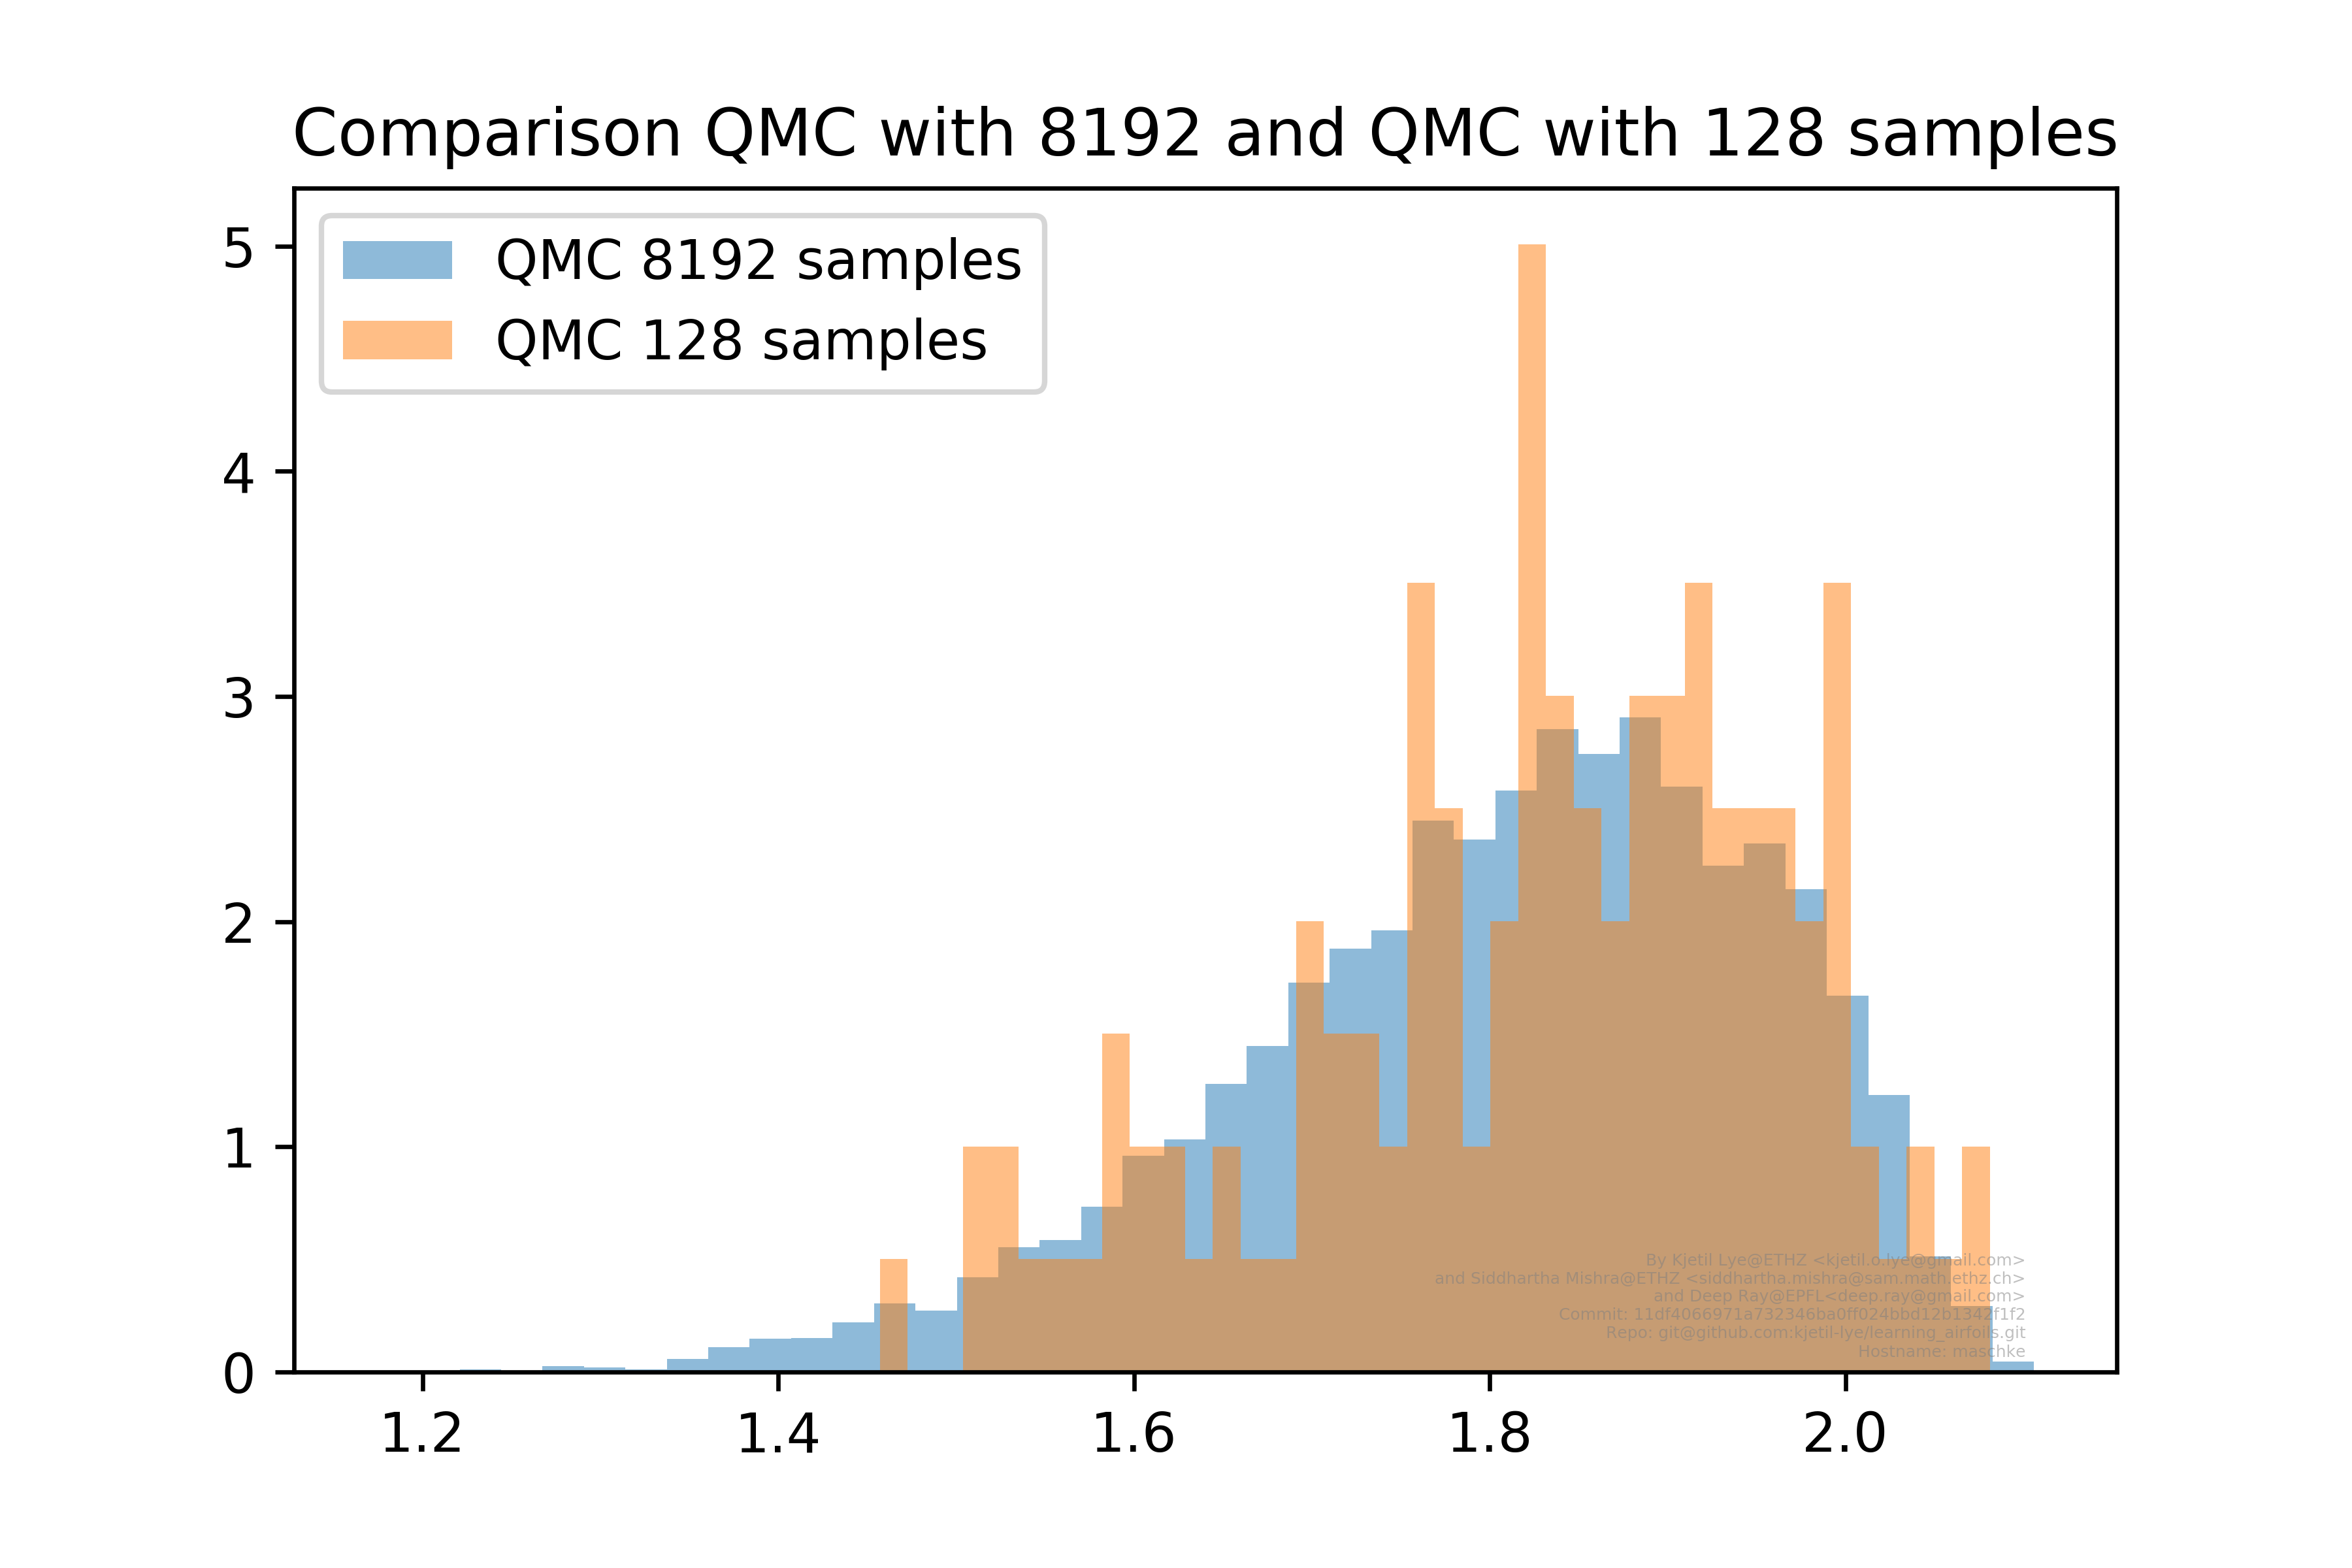 Comparison QMC with 8192 and QMC with 128 samples
QMC 8192 samples
QMC 128 samples
5
4
3
2
1
0
1.2 1.4 1.6 1.8 2.0
By Kjetil Lye@ETHZ <kjetil.o.lye@gmail.com>
and Siddhartha Mishra@ETHZ <siddhartha.mishra@sam.math.ethz.ch>
and Deep Ray@EPFL<deep.ray@gmail.com>
Commit: 11df4066971a732346ba0ff024bbd12b1342f1f2
Repo: git@github.com:kjetil-lye/learning_airfoils.git
Hostname: maschke